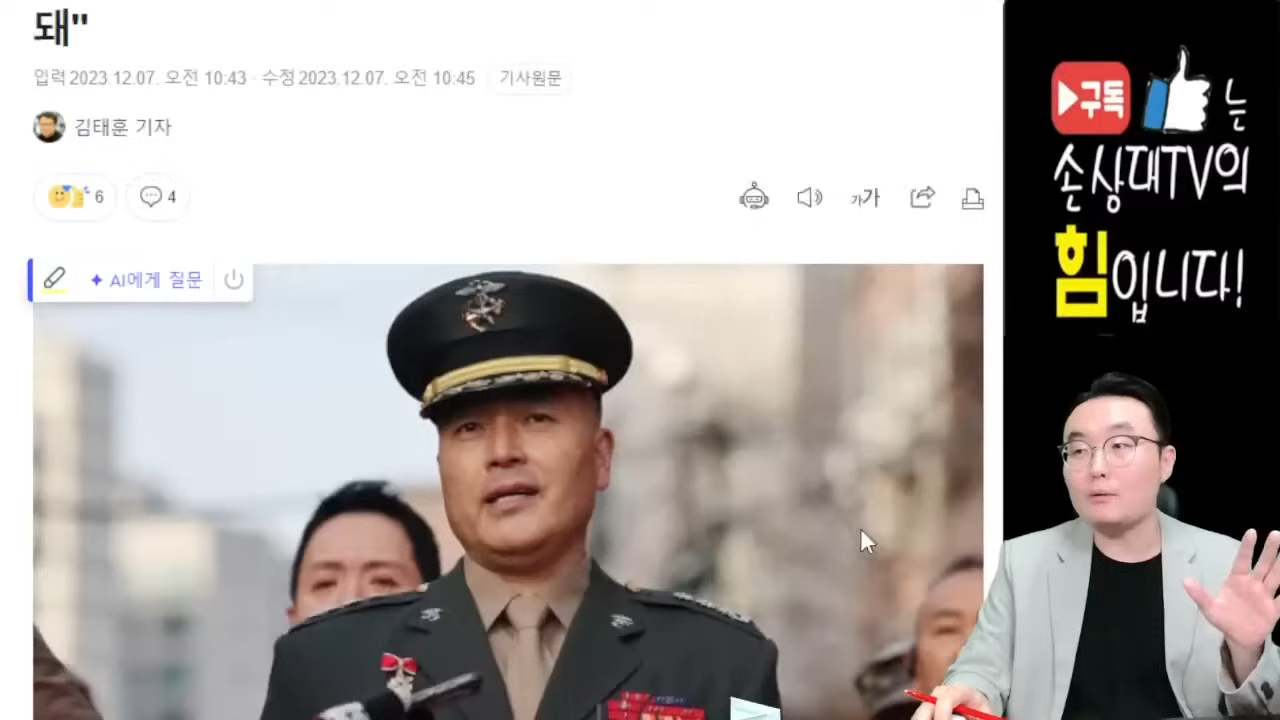 돼"
입력 2023.12.07. 오전 10:43 · 수정 2023.12.07. 오전 10:45 기사원문
김태훈 기자
6 4
가가
AI에게 질문
구독 는
손상대TV의
힘입니다!